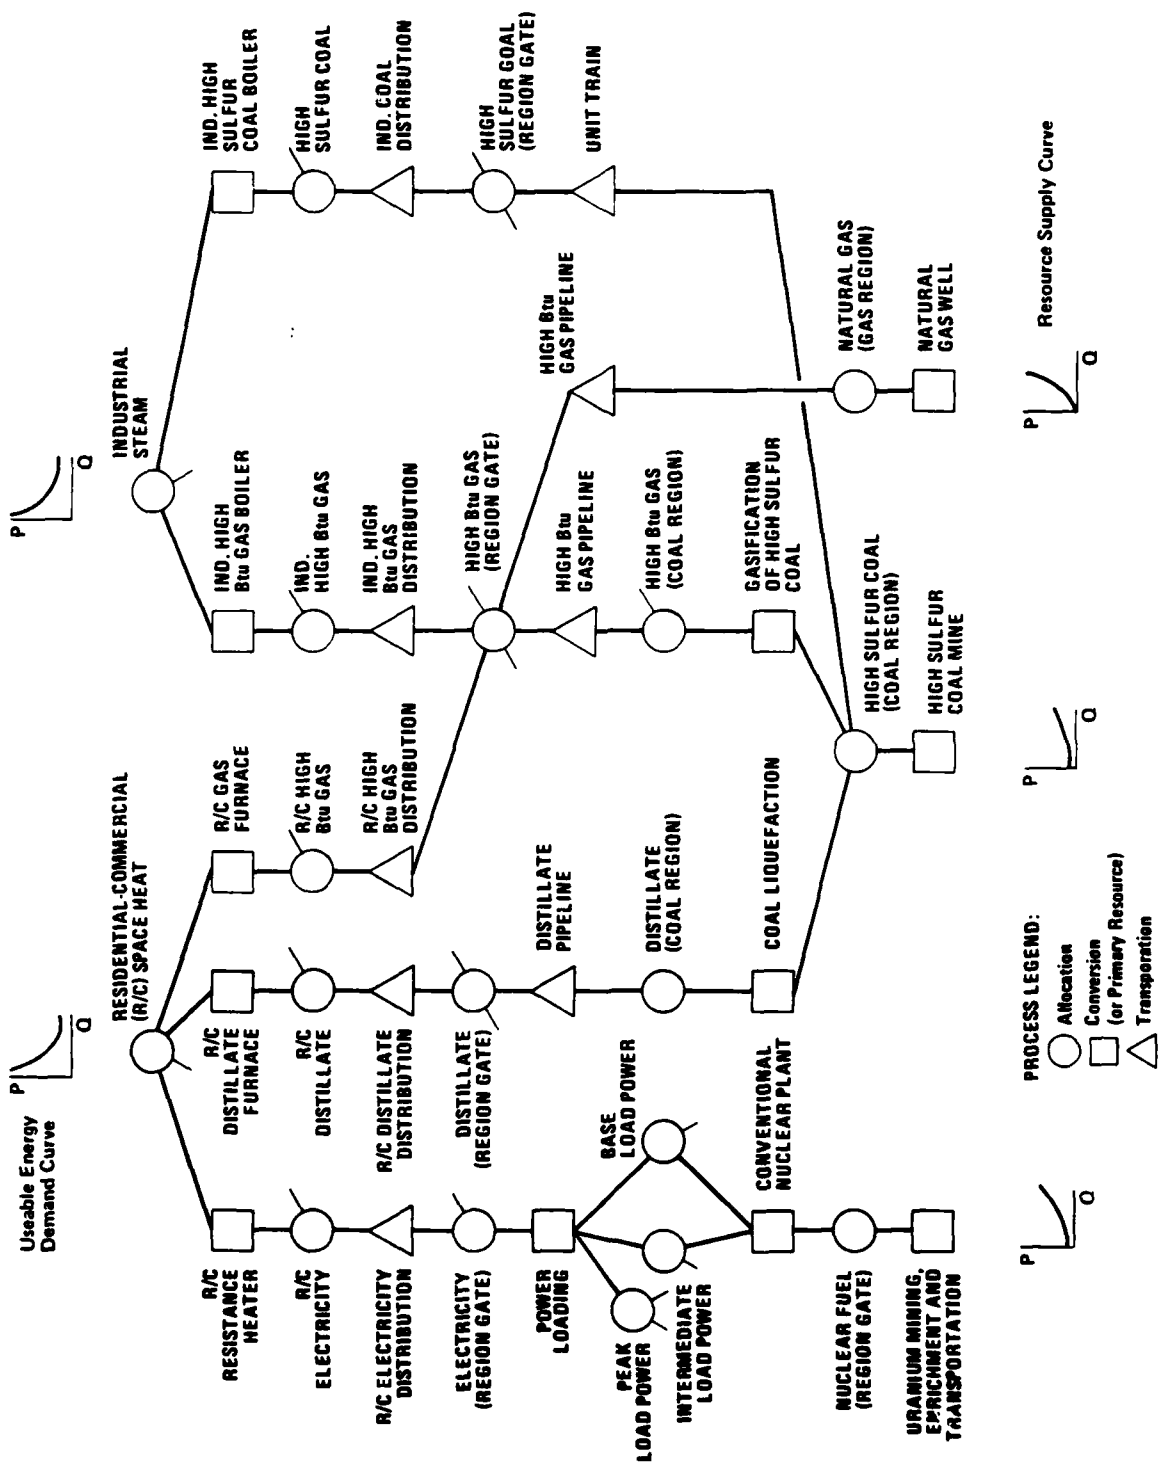 Useable Energy
Demand Curve
P
Q
P
Q
RESIDENTIAL-COMMERCIAL
(R/C) SPACE HEAT
INDUSTRIAL
STEAM
R/C
RESISTANCE
HEATER
R/C
DISTILLATE
FURNACE
R/C GAS
FURNACE
IND. HIGH
Btu GAS BOILER
IND. HIGH
SULFUR
COAL BOILER
R/C
ELECTRICITY
R/C
DISTILLATE
R/C HIGH
Btu GAS
IND.
HIGH Btu GAS
HIGH
SULFUR COAL
R/C ELECTRICITY
DISTRIBUTION
R/C DISTILLATE
DISTRIBUTION
R/C HIGH
Btu GAS
DISTRIBUTION
IND. HIGH
Btu GAS
DISTRIBUTION
IND. COAL
DISTRIBUTION
ELECTRICITY
(REGION GATE)
DISTILLATE
(REGION GATE)
HIGH Btu GAS
(REGION GATE)
HIGH
SULFUR GOAL
(REGION GATE)
POWER
LOADING
DISTILLATE
PIPELINE
HIGH Btu
GAS PIPELINE
HIGH Btu
GAS PIPELINE
UNIT TRAIN
PEAK
LOAD POWER
INTERMEDIATE
LOAD POWER
BASE
LOAD POWER
DISTILLATE
(COAL REGION)
HIGH Btu GAS
(COAL REGION)
CONVENTIONAL
NUCLEAR PLANT
COAL LIQUEFACTION
GASIFICATION
OF HIGH SULFUR
COAL
NUCLEAR FUEL
(REGION GATE)
HIGH SULFUR COAL
(COAL REGION)
NATURAL GAS
(GAS REGION)
URANIUM MINING,
ENRICHMENT AND
TRANSPORTATION
HIGH SULFUR
COAL MINE
NATURAL
GAS WELL
P
Q
P
Q
P
Q
Resource Supply Curve
PROCESS LEGEND:
Allocation
Conversion
(or Primary Resource)
Transporation